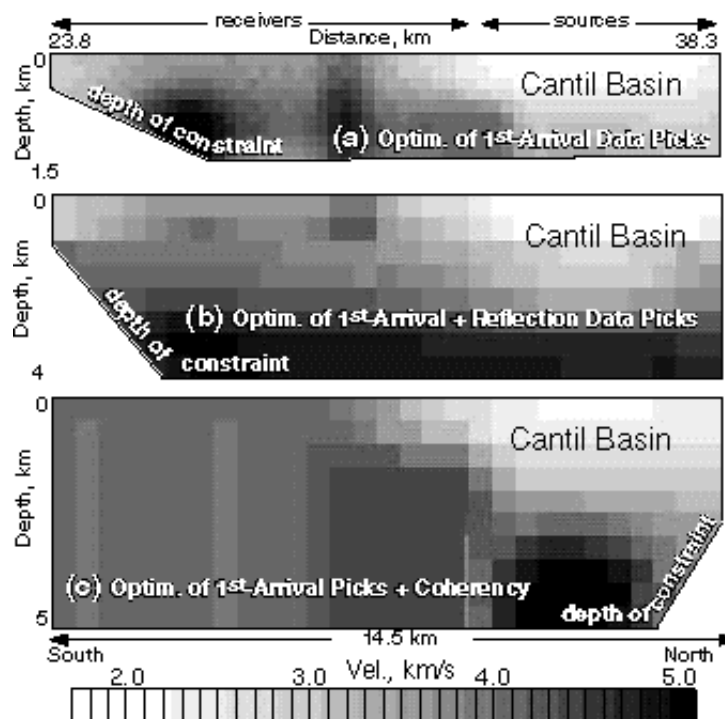 receivers sources
Distance, km
23.8 38.3
0
Depth, km
1.5
Cantil Basin
depth of constraint
(a) Optim. of 1st-Arrival Data Picks
0
Depth, km
4
Cantil Basin
depth of
constraint
(b) Optim. of 1st-Arrival + Reflection Data Picks
0
Depth, km
5
Cantil Basin
(c) Optim. of 1st-Arrival Picks + Coherency
depth of constraint
14.5 km
South North
Vel., km/s
2.0 3.0 4.0 5.0